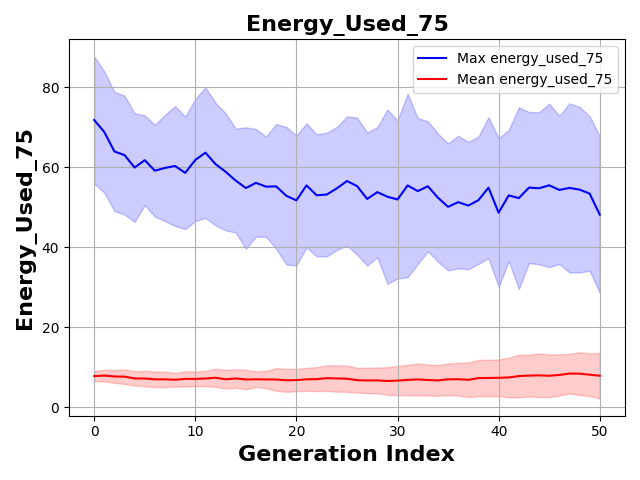 Energy_Used_75
Max energy_used_75
Mean energy_used_75
Energy_Used_75
80
60
40
20
0
0 10 20 30 40 50
Generation Index